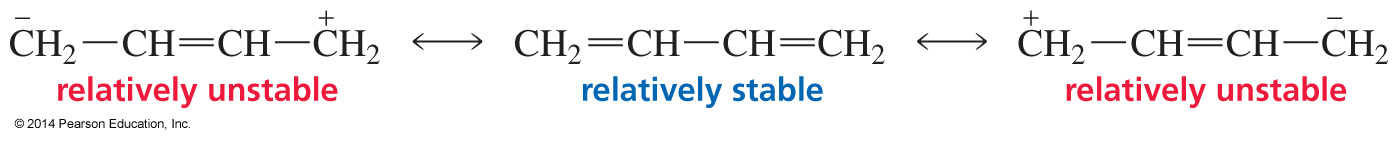 C̄H₂—CH=CH—C⁺H₂ ⟷ CH₂=CH—CH=CH₂ ⟷ C⁺H₂—CH=CH—C̄H₂
relatively unstable relatively stable relatively unstable
© 2014 Pearson Education, Inc.